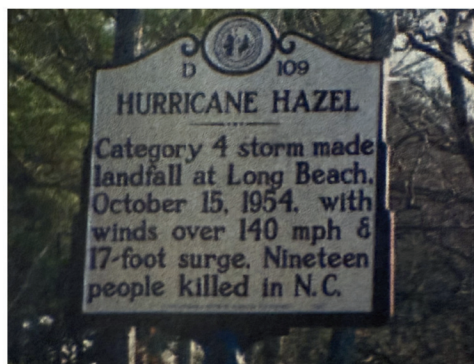 D 109
HURRICANE HAZEL
Category 4 storm made
landfall at Long Beach,
October 15, 1954, with
winds over 140 mph &
17-foot surge. Nineteen
people killed in N.C.